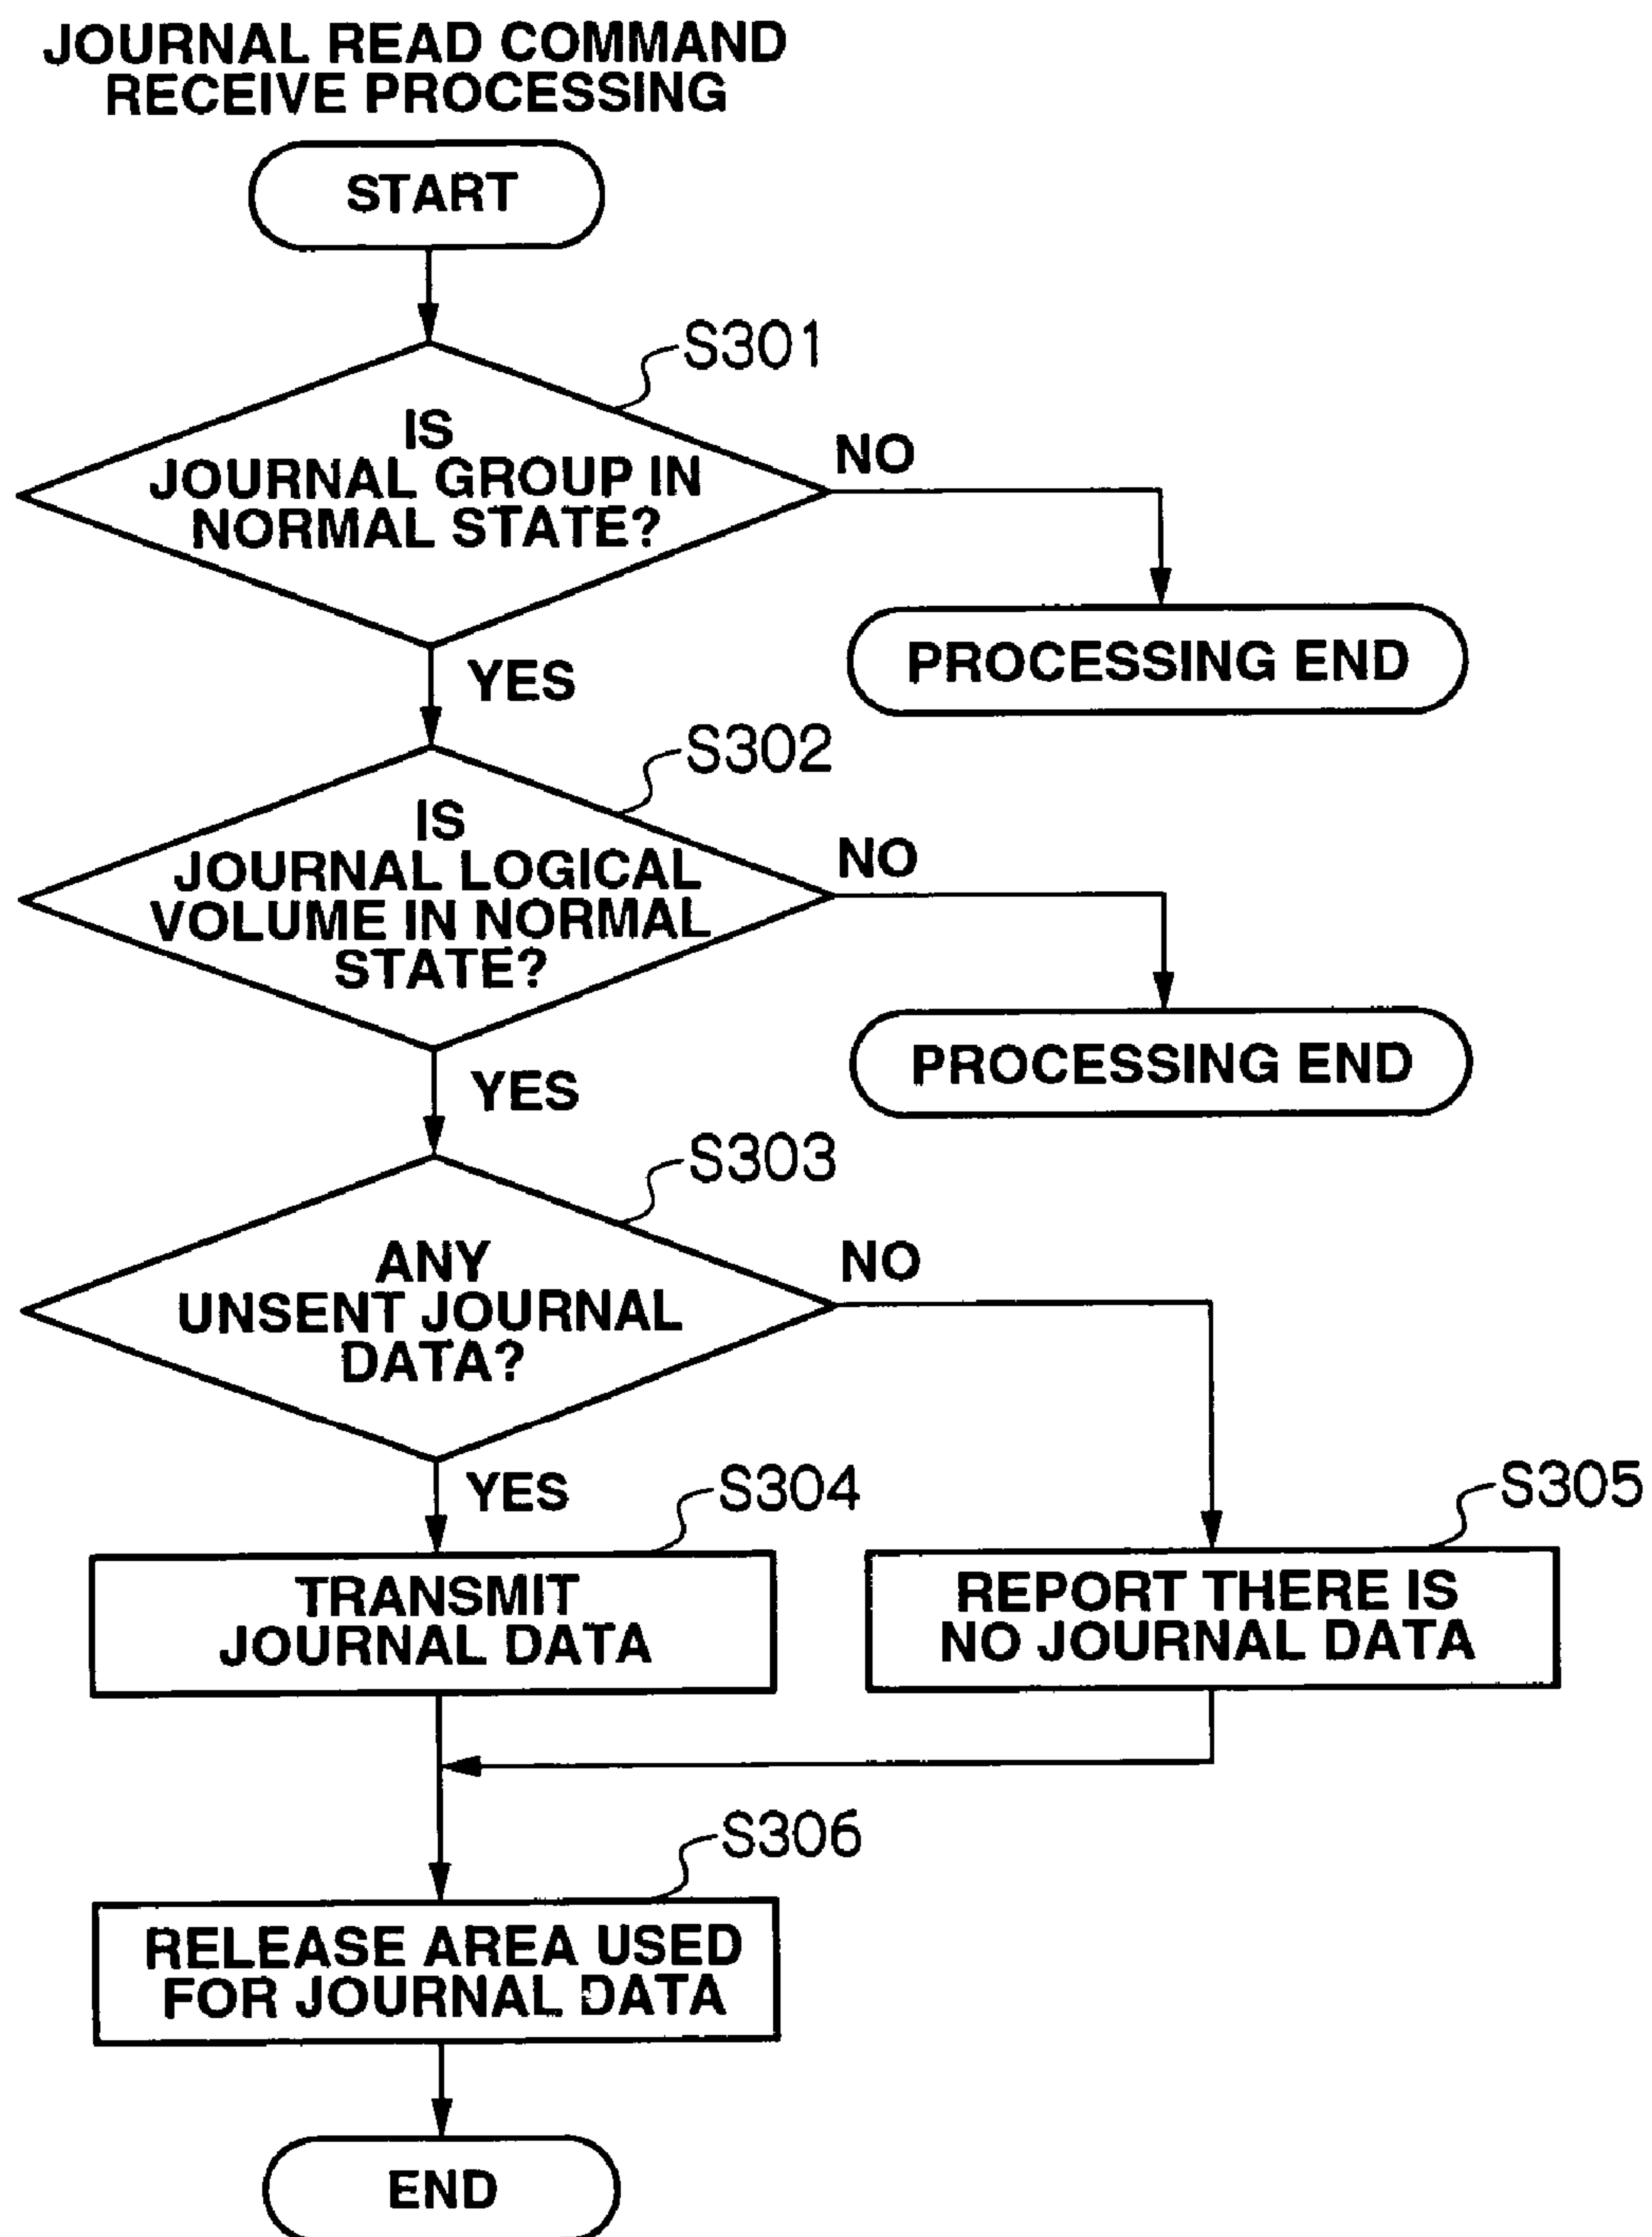 JOURNAL READ COMMAND
RECEIVE PROCESSING
START
S301
IS
JOURNAL GROUP IN
NORMAL STATE?
NO
PROCESSING END
YES
S302
IS
JOURNAL LOGICAL
VOLUME IN NORMAL
STATE?
NO
PROCESSING END
YES
S303
ANY
UNSENT JOURNAL
DATA?
NO
YES
S304
TRANSMIT
JOURNAL DATA
S305
REPORT THERE IS
NO JOURNAL DATA
S306
RELEASE AREA USED
FOR JOURNAL DATA
END